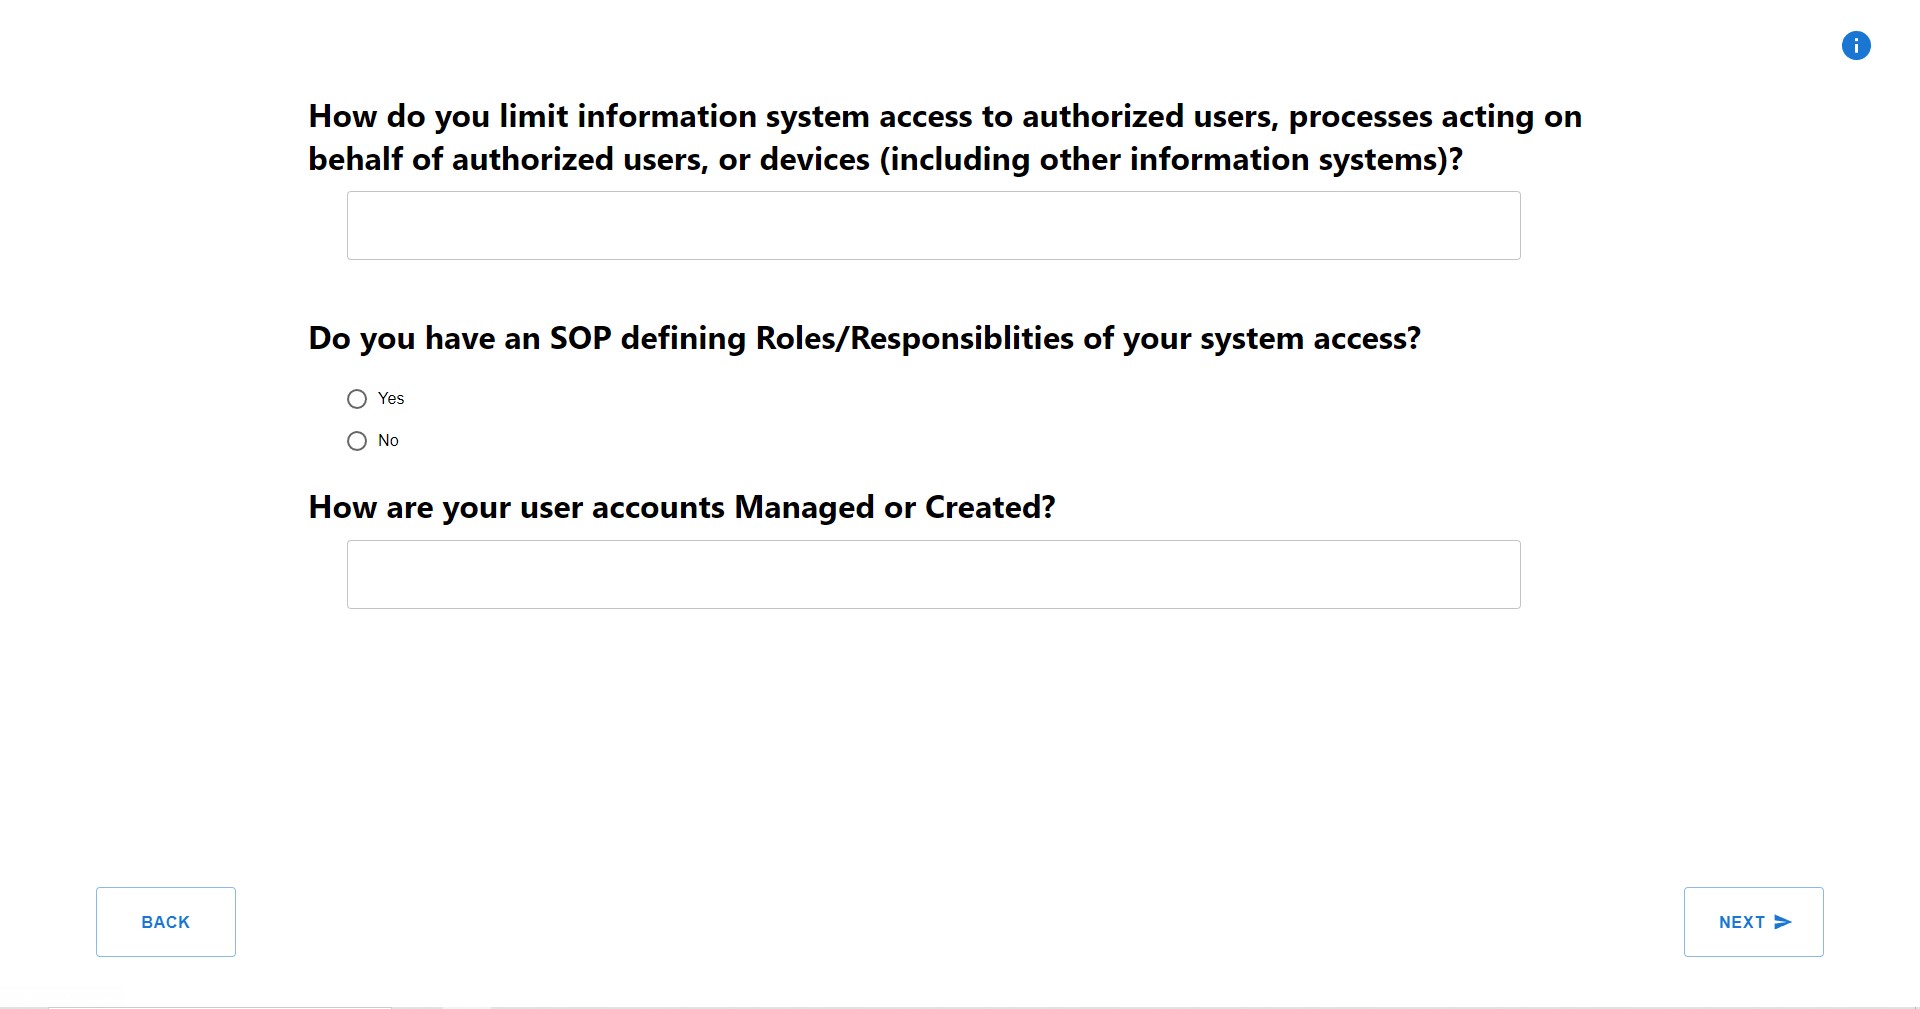 How do you limit information system access to authorized users, processes acting on
behalf of authorized users, or devices (including other information systems)?
Do you have an SOP defining Roles/Responsiblities of your system access?
Yes
No
How are your user accounts Managed or Created?
BACK
NEXT